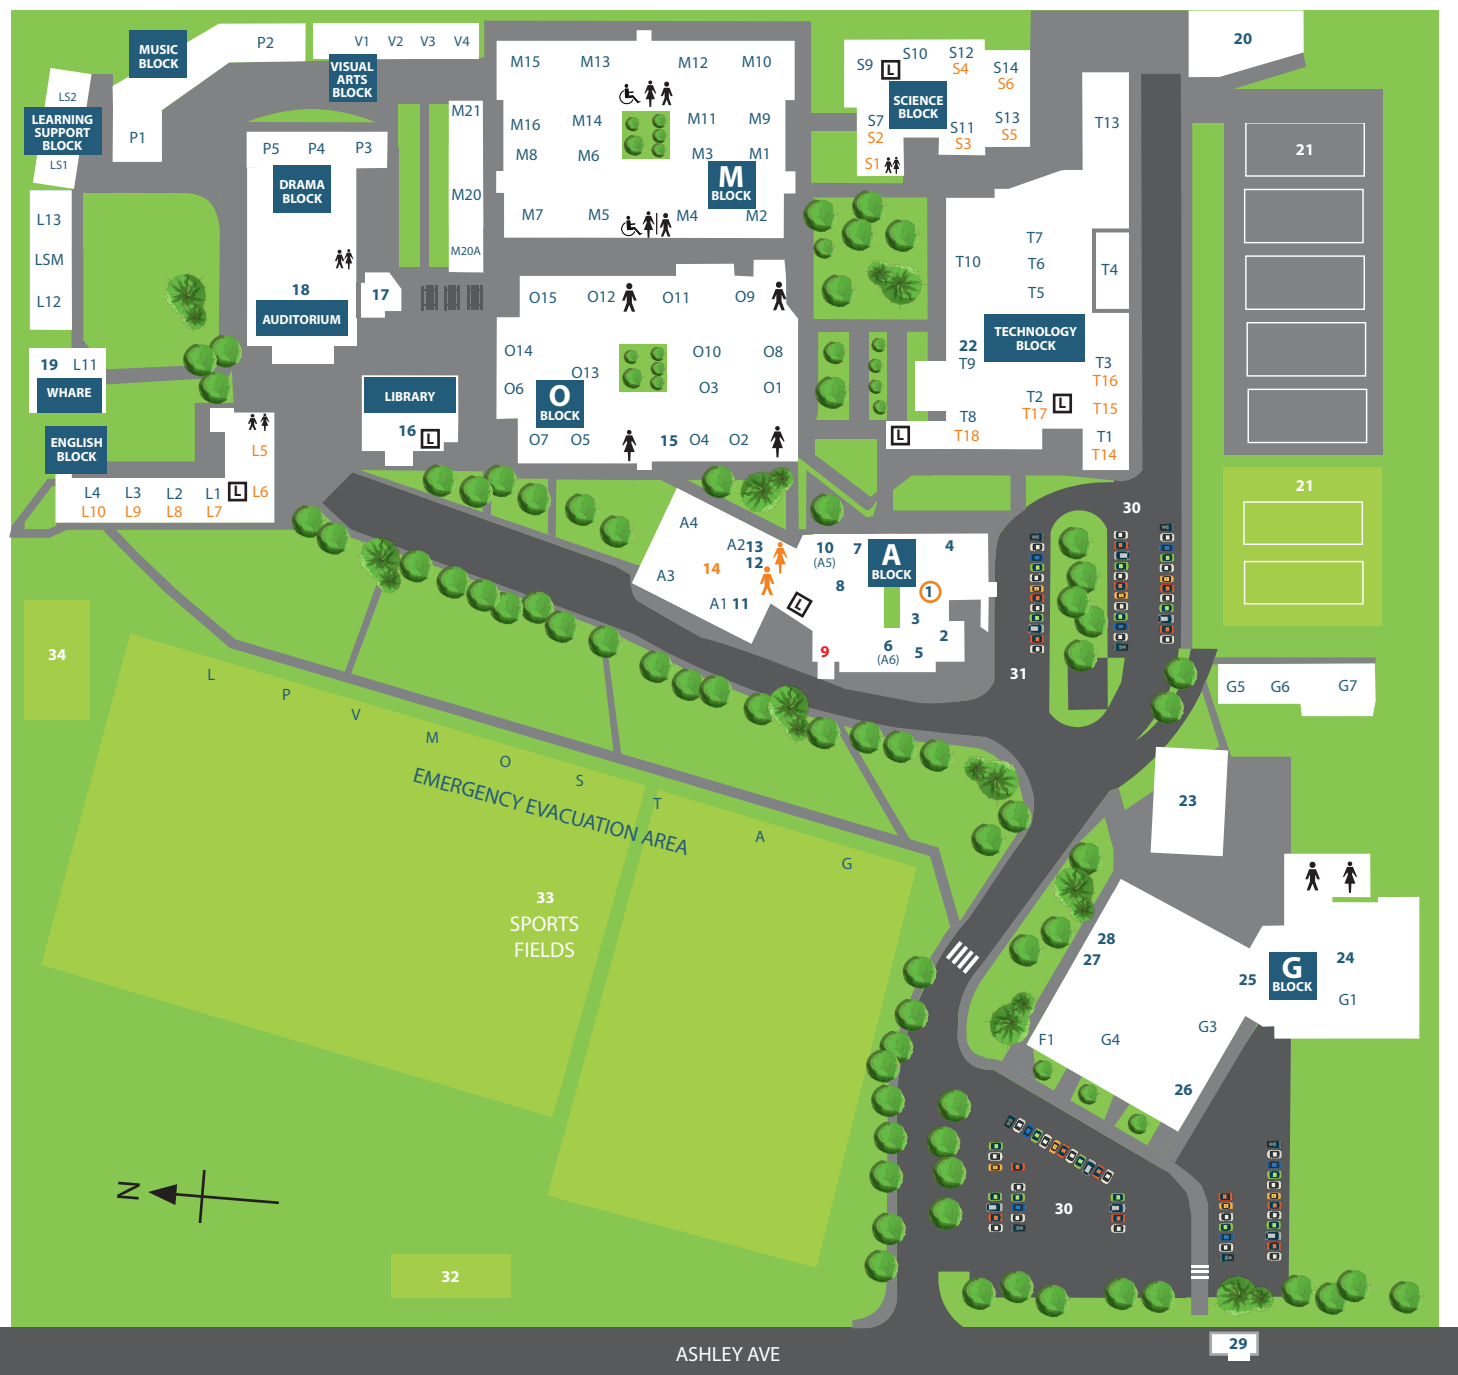 MUSIC
BLOCK
P2
V1 V2 V3 V4
VISUAL
ARTS
BLOCK
LS2
LEARNING
SUPPORT
BLOCK
LS1
P1
P5 P4 P3
DRAMA
BLOCK
18
AUDITORIUM
17
M21
M20
M20A
M15 M13 M12 M10
M16 M14 M11 M9
M8 M6 M3 M1
M
BLOCK
M7 M5 M4 M2
S9 S10 S12 S14
S4 S6
L
SCIENCE
BLOCK
S7 S11 S13
S2 S3 S5
S1
20
T13
21
L13
LSM
L12
19 L11
WHARE
T7
T10 T6 T4
T5
TECHNOLOGY
BLOCK
22
T9
T3
T16
T2
T17
L
T15
T8
T18
L
T1
T14
O15 O12 O11 O9
O14 O13 O10 O8
O6 O3 O1
O
BLOCK
O7 O5 15 O4 O2
LIBRARY
16 L
ENGLISH
BLOCK
L5
L4 L3 L2 L1 L L6
L10 L9 L8 L7
21
30
A4
A2 13
12
14
A3
A1 11
L
10
(A5)
7
A
BLOCK
4
8
1
3
2
9
6
(A6)
5
31
34
G5 G6 G7
L
P
V
M
O
S
T
A
G
EMERGENCY EVACUATION AREA
33
SPORTS
FIELDS
23
28
27
25
G
BLOCK
24
G1
G3
F1 G4
26
30
N
32
29
ASHLEY AVE